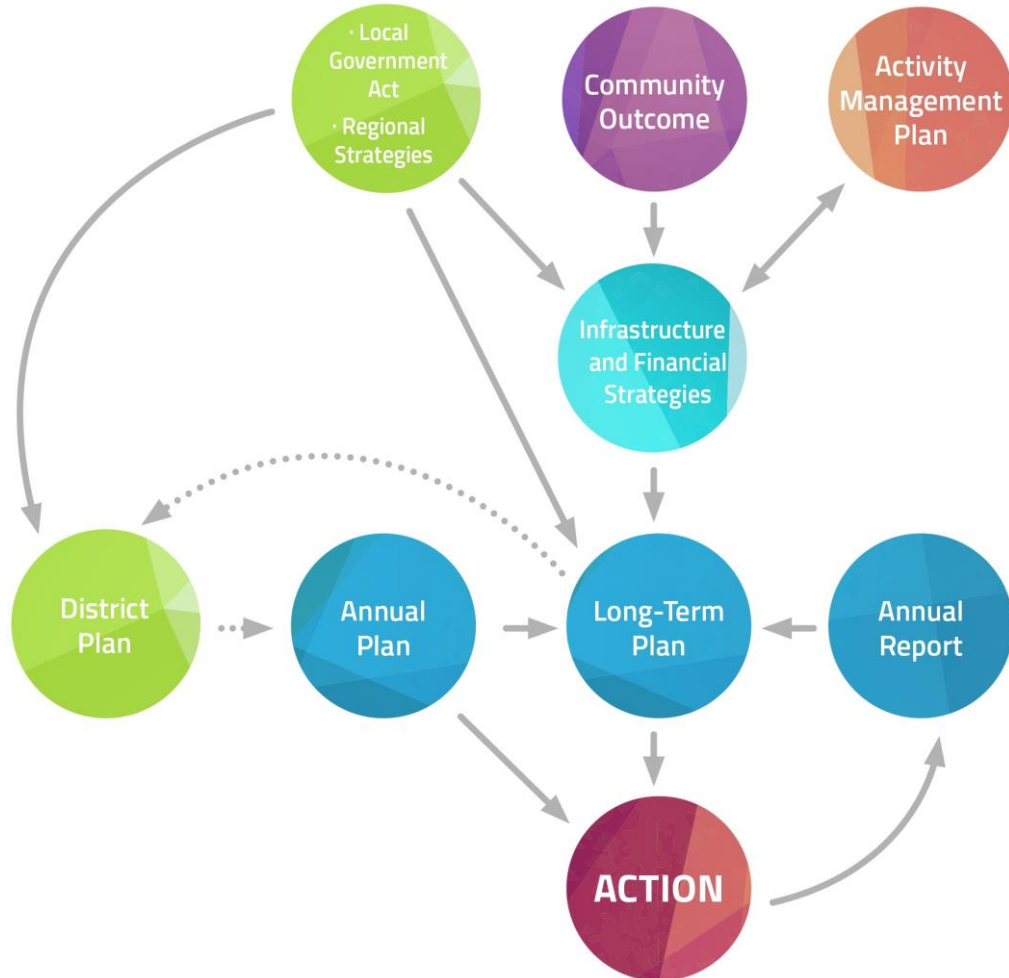 · Local
Government
Act
· Regional
Strategies
Community
Outcome
Activity
Management
Plan
Infrastructure
and Financial
Strategies
District
Plan
Annual
Plan
Long-Term
Plan
Annual
Report
ACTION